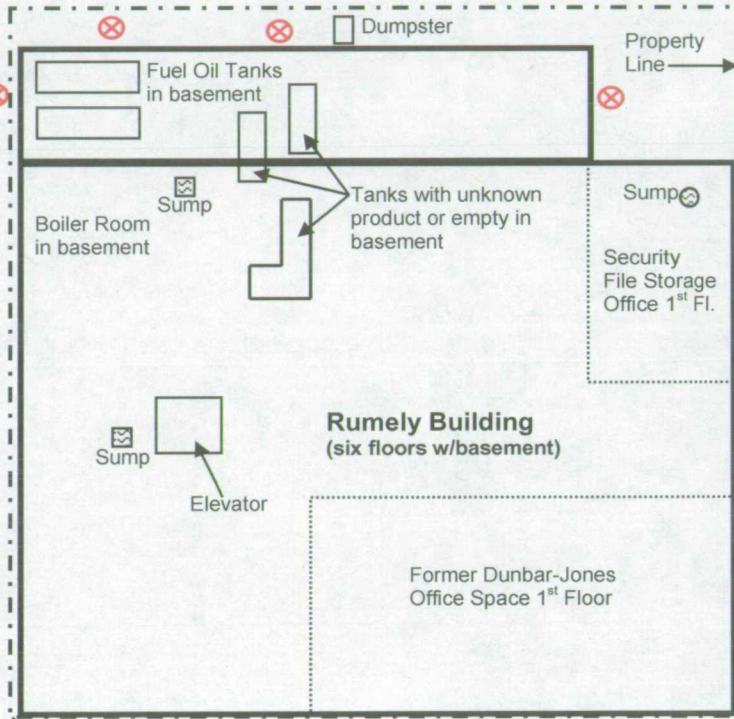 Dumpster
Property
Line
Fuel Oil Tanks
in basement
Sump
Tanks with unknown
product or empty in
basement
Boiler Room
in basement
Sump
Security
File Storage
Office 1st Fl.
Rumely Building
(six floors w/basement)
Sump
Elevator
Former Dunbar-Jones
Office Space 1st Floor